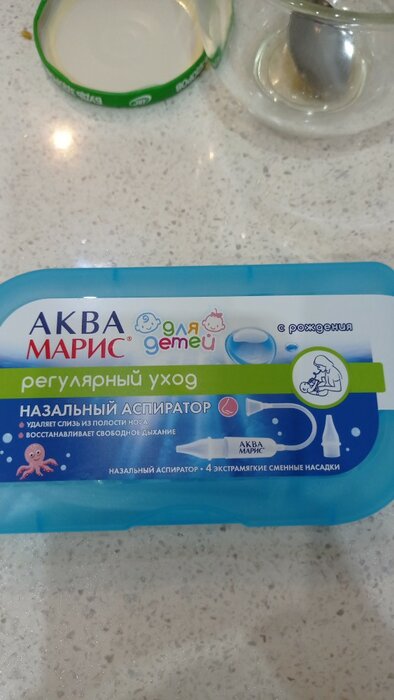 АКВА
МАРИС®
для
детей
с рождения
регулярный уход
НАЗАЛЬНЫЙ АСПИРАТОР
УДАЛЯЕТ СЛИЗЬ ИЗ ПОЛОСТИ НОСА
ВОССТАНАВЛИВАЕТ СВОБОДНОЕ ДЫХАНИЕ
АКВА
МАРИС®
НАЗАЛЬНЫЙ АСПИРАТОР • 4 ЭКСТРАМЯГКИЕ СМЕННЫЕ НАСАДКИ